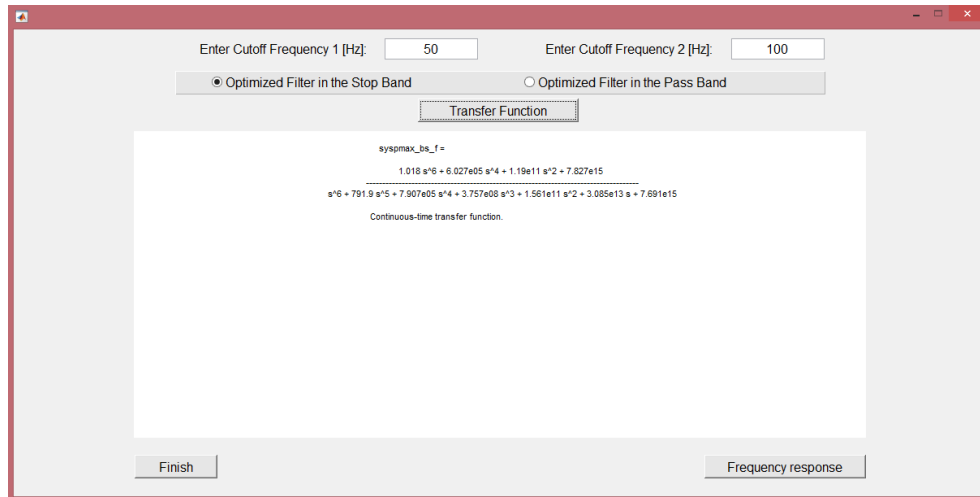 Enter Cutoff Frequency 1 [Hz]: 50 Enter Cutoff Frequency 2 [Hz]: 100
Optimized Filter in the Stop Band Optimized Filter in the Pass Band
Transfer Function
syspmax_bs_f =
1.018 s^6 + 6.027e05 s^4 + 1.19e11 s^2 + 7.827e15
-----------------------------------------------------------------------------------------
s^6 + 791.9 s^5 + 7.907e05 s^4 + 3.757e08 s^3 + 1.561e11 s^2 + 3.085e13 s + 7.691e15
Continuous-time transfer function.
Finish Frequency response